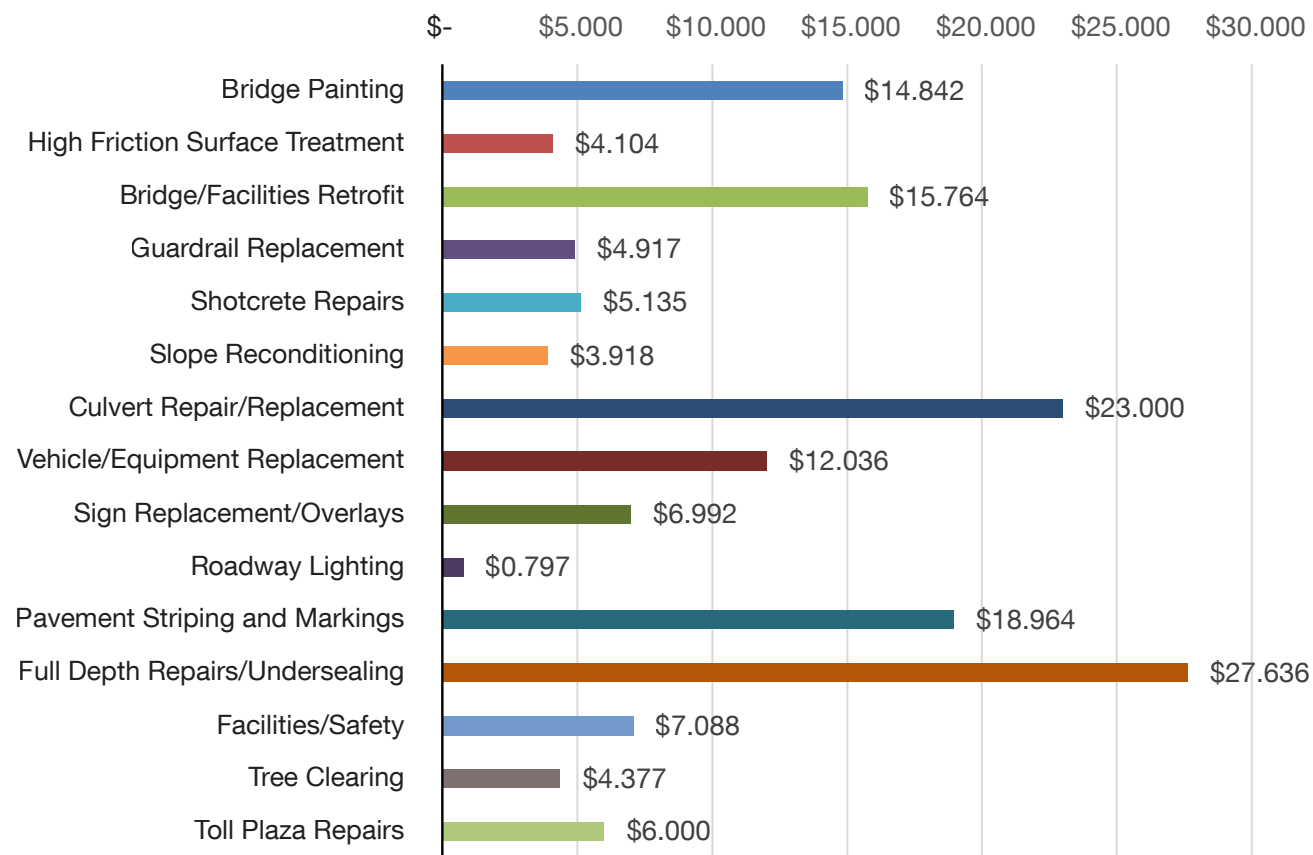 $- $5.000 $10.000 $15.000 $20.000 $25.000 $30.000
Bridge Painting $14.842
High Friction Surface Treatment $4.104
Bridge/Facilities Retrofit $15.764
Guardrail Replacement $4.917
Shotcrete Repairs $5.135
Slope Reconditioning $3.918
Culvert Repair/Replacement $23.000
Vehicle/Equipment Replacement $12.036
Sign Replacement/Overlays $6.992
Roadway Lighting $0.797
Pavement Striping and Markings $18.964
Full Depth Repairs/Undersealing $27.636
Facilities/Safety $7.088
Tree Clearing $4.377
Toll Plaza Repairs $6.000